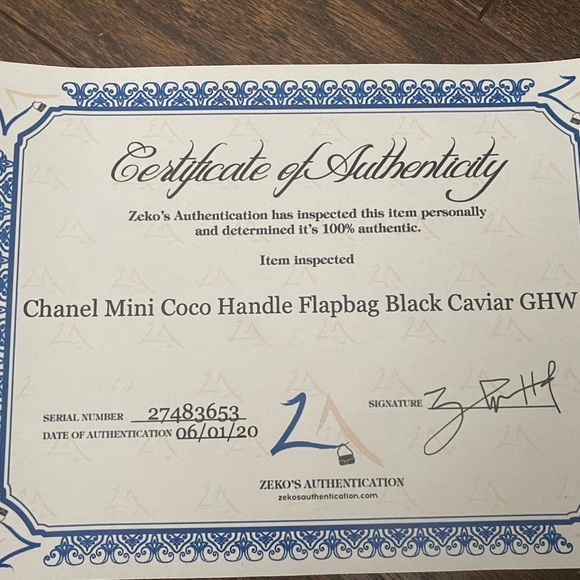 Certificate of Authenticity
Zeko's Authentication has inspected this item personally
and determined it's 100% authentic.
Item inspected
Chanel Mini Coco Handle Flapbag Black Caviar GHW
SERIAL NUMBER 27483653
DATE OF AUTHENTICATION 06/01/20
SIGNATURE
ZA
ZEKO'S AUTHENTICATION
zekosauthentication.com